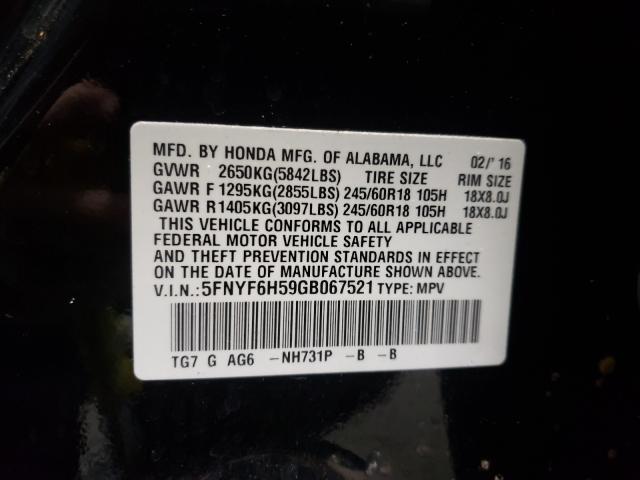 MFD. BY HONDA MFG. OF ALABAMA, LLC 02/'16
GVWR 2650KG(5842LBS) TIRE SIZE RIM SIZE
GAWR F 1295KG(2855LBS) 245/60R18 105H 18X8.0J
GAWR R1405KG(3097LBS) 245/60R18 105H 18X8.0J
THIS VEHICLE CONFORMS TO ALL APPLICABLE
FEDERAL MOTOR VEHICLE SAFETY
AND THEFT PREVENTION STANDARDS IN EFFECT
ON THE DATE OF MANUFACTURE SHOWN ABOVE.
V.I.N.:5FNYF6H59GB067521 TYPE: MPV
TG7 G AG6 -NH731P -B -B